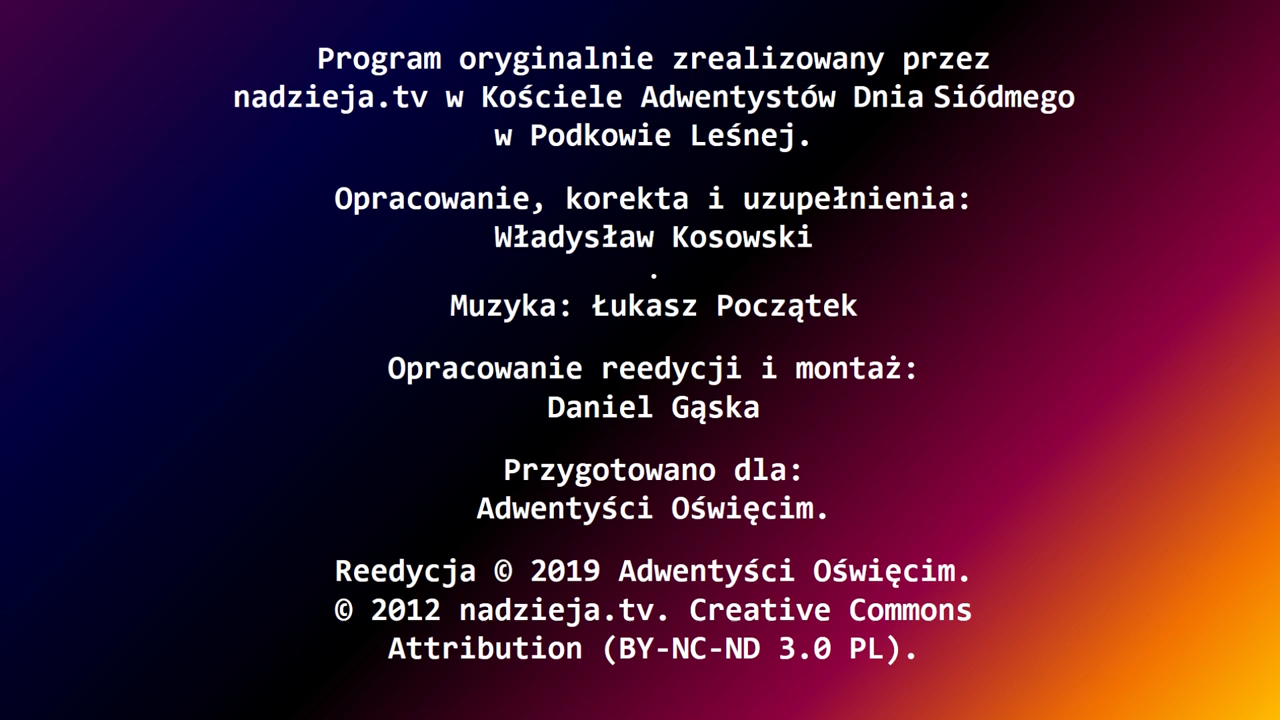 Program oryginalnie zrealizowany przez
nadzieja.tv w Kościele Adwentystów Dnia Siódmego
w Podkowie Leśnej.
Opracowanie, korekta i uzupełnienia:
Władysław Kosowski
.
Muzyka: Łukasz Początek
Opracowanie reedycji i montaż:
Daniel Gąska
Przygotowano dla:
Adwentyści Oświęcim.
Reedycja © 2019 Adwentyści Oświęcim.
© 2012 nadzieja.tv. Creative Commons
Attribution (BY-NC-ND 3.0 PL).